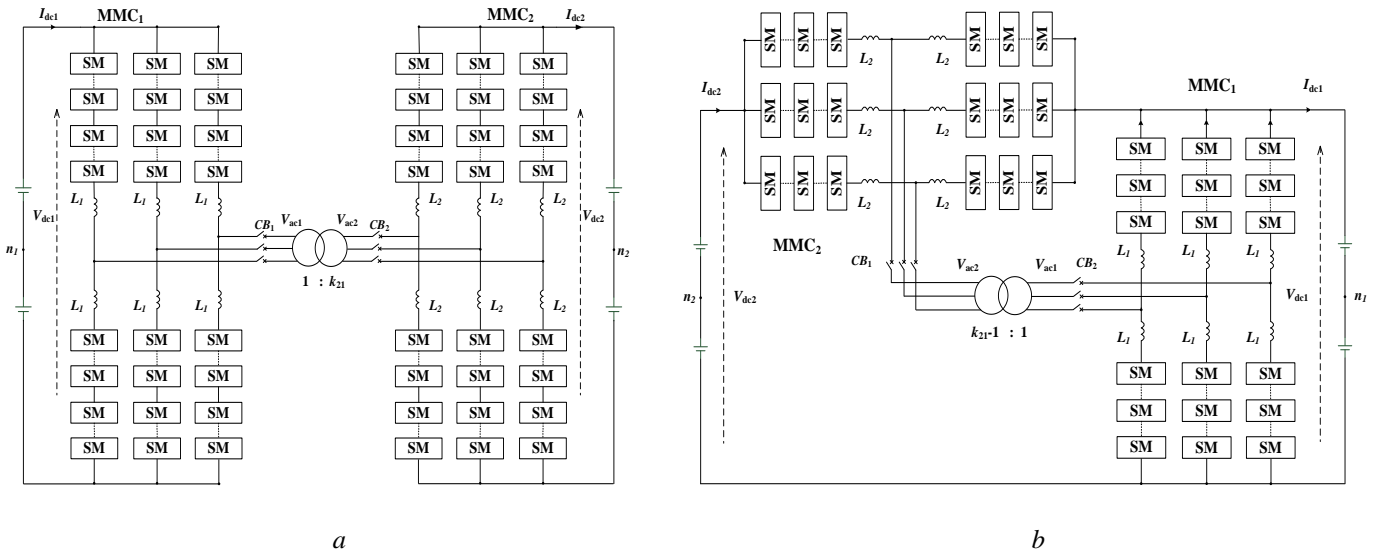 I_dc1 MMC₁ MMC₂ I_dc2
SM SM SM SM SM SM
SM SM SM SM SM SM
SM SM SM SM SM SM
SM SM SM SM SM SM
L₁ L₁ L₁ L₂ L₂ L₂
V_dc1 CB₁ V_ac1 V_ac2 CB₂ V_dc2
n₁ n₂
1 : k₂₁
L₁ L₁ L₁ L₂ L₂ L₂
SM SM SM SM SM SM
SM SM SM SM SM SM
SM SM SM SM SM SM
SM SM SM SM SM SM
a
SM SM SM SM SM SM
L₂ L₂
I_dc2 MMC₁ I_dc1
SM SM SM SM SM SM
L₂ L₂
SM SM SM
SM SM SM SM SM SM
SM SM SM
L₂ L₂
SM SM SM
MMC₂
L₁ L₁ L₁
CB₁ V_ac2 V_ac1 CB₂
n₂ V_dc2 V_dc1 n₁
k₂₁-1 : 1
L₁ L₁ L₁
SM SM SM
SM SM SM
SM SM SM
b